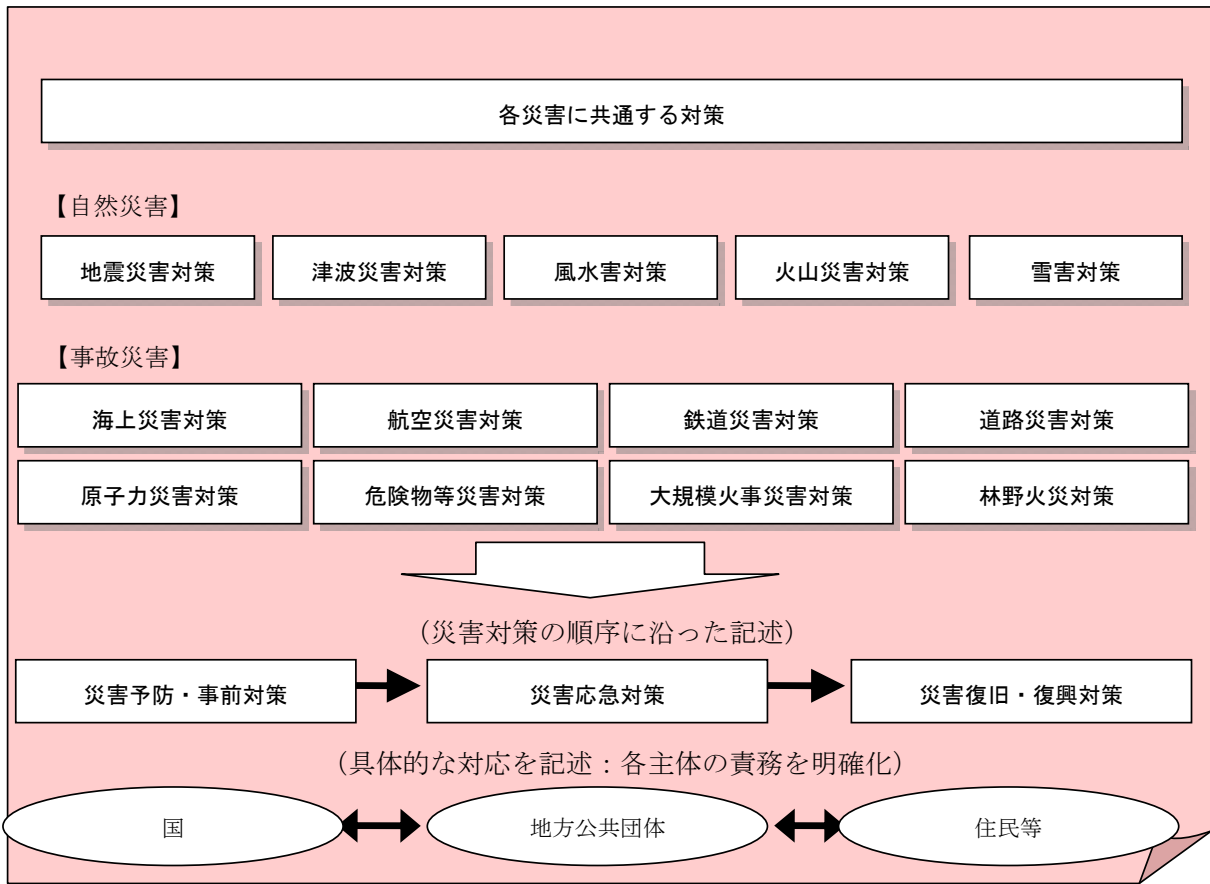 各災害に共通する対策
【自然災害】
地震災害対策
津波災害対策
風水害対策
火山災害対策
雪害対策
【事故災害】
海上災害対策
航空災害対策
鉄道災害対策
道路災害対策
原子力災害対策
危険物等災害対策
大規模火事災害対策
林野火災対策
（災害対策の順序に沿った記述）
災害予防・事前対策
災害応急対策
災害復旧・復興対策
（具体的な対応を記述：各主体の責務を明確化）
国
地方公共団体
住民等